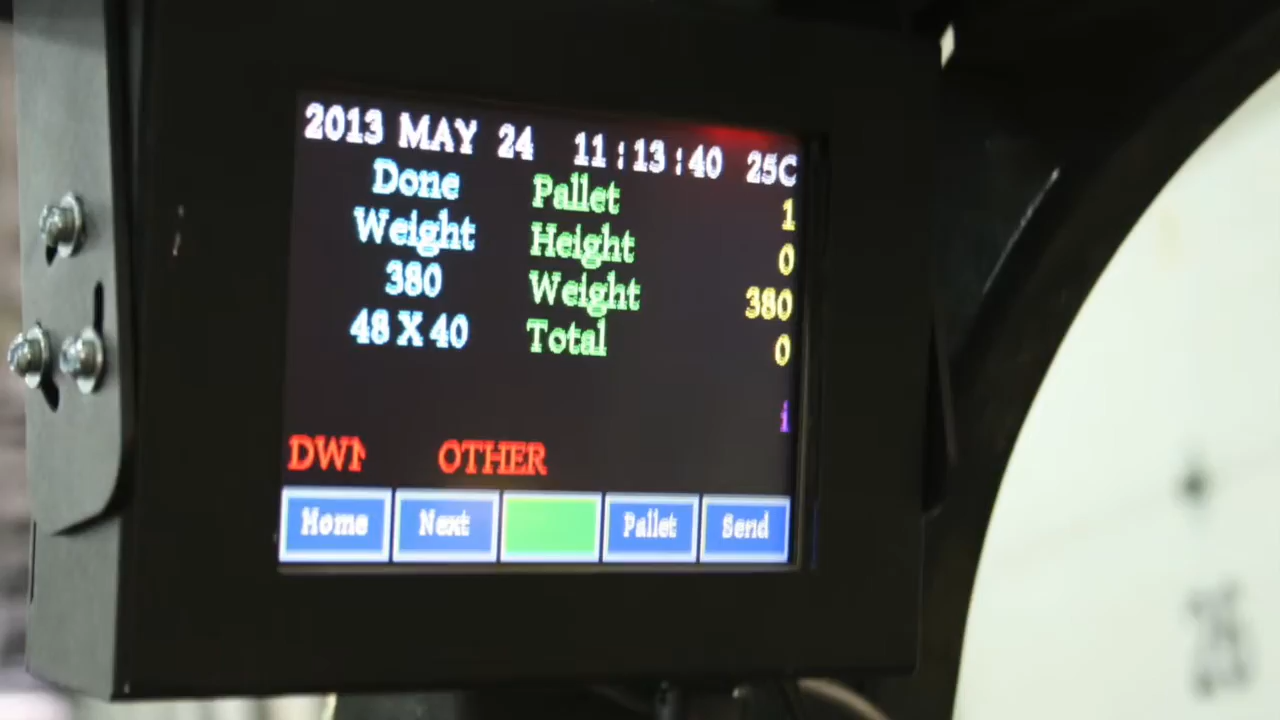 2013 MAY 24 11:13:40 25C
Done Pallet 1
Weight Height 0
380 Weight 380
48 X 40 Total 0
i
OTHER
Home Next Pallet Send
25